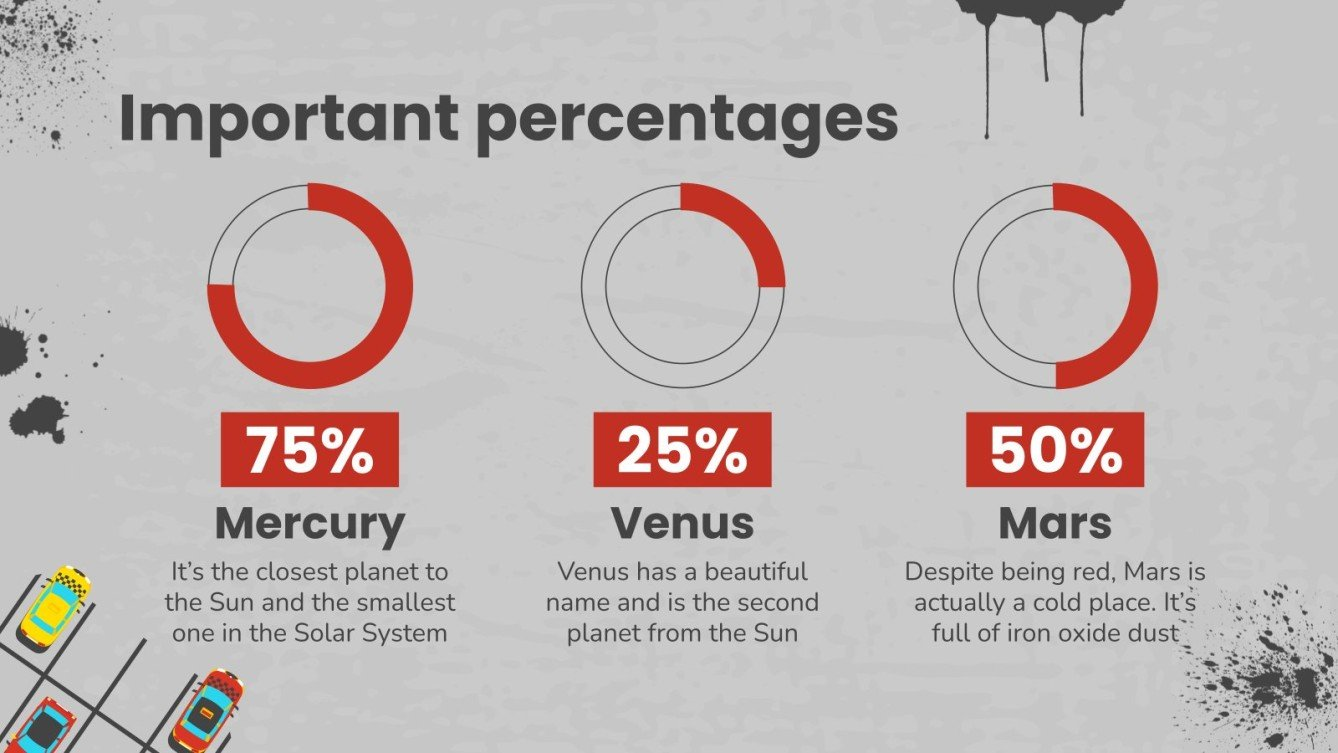 Important percentages
75%
Mercury
It’s the closest planet to
the Sun and the smallest
one in the Solar System
25%
Venus
Venus has a beautiful
name and is the second
planet from the Sun
50%
Mars
Despite being red, Mars is
actually a cold place. It’s
full of iron oxide dust